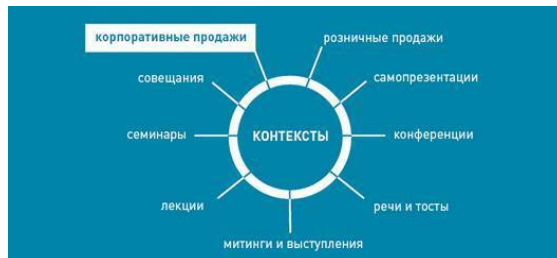 корпоративные продажи
розничные продажи
совещания
самопрезентации
семинары
КОНТЕКСТЫ
конференции
лекции
речи и тосты
митинги и выступления